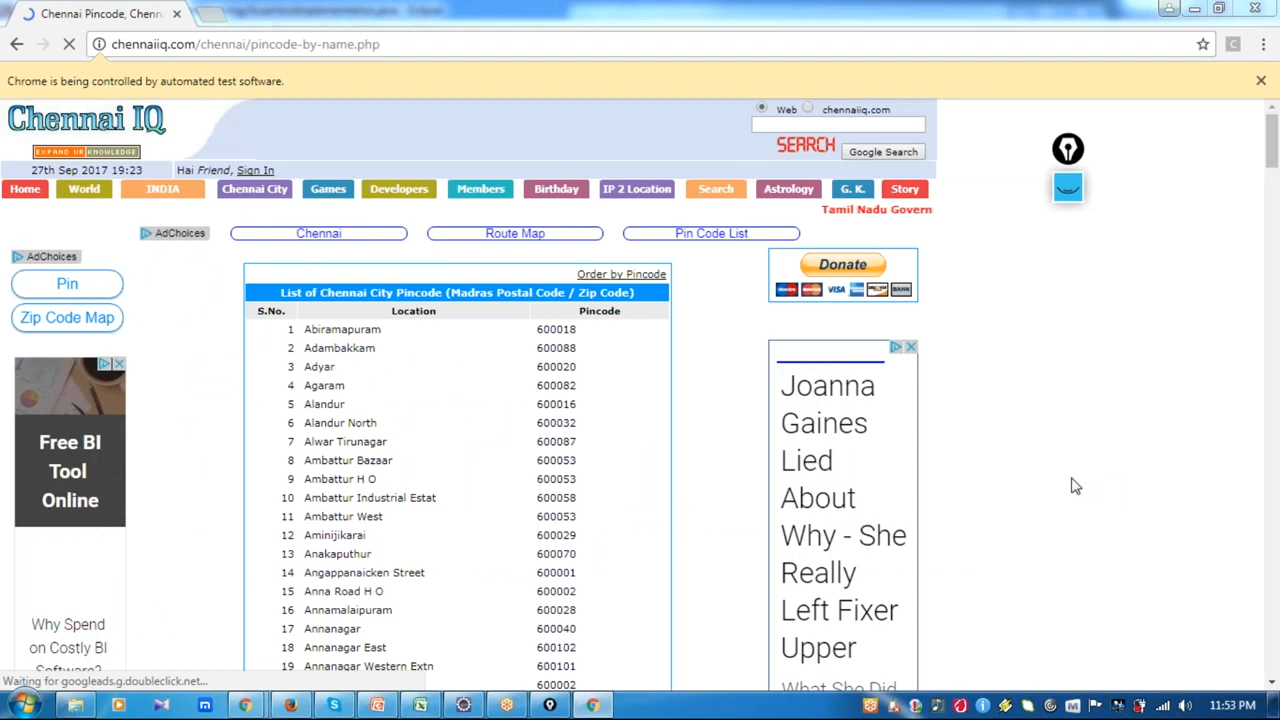 Chennai Pincode, Chenn
chennaiiq.com/chennai/pincode-by-name.php
Chrome is being controlled by automated test software.
Chennai IQ
EXPAND UR KNOWLEDGE
Web chennaiiq.com
SEARCH Google Search
27th Sep 2017 19:23 Hai Friend, Sign In
Home World INDIA Chennai City Games Developers Members Birthday IP 2 Location Search Astrology G. K. Story
Tamil Nadu Govern
AdChoices Chennai Route Map Pin Code List
AdChoices
Pin
Zip Code Map
Donate
VISA BANK
Order by Pincode
List of Chennai City Pincode (Madras Postal Code / Zip Code)
S.No. Location Pincode
1 Abiramapuram 600018
2 Adambakkam 600088
3 Adyar 600020
4 Agaram 600082
5 Alandur 600016
6 Alandur North 600032
7 Alwar Tirunagar 600087
8 Ambattur Bazaar 600053
9 Ambattur H O 600053
10 Ambattur Industrial Estat 600058
11 Ambattur West 600053
12 Aminijikarai 600029
13 Anakaputhur 600070
14 Angappanaicken Street 600001
15 Anna Road H O 600002
16 Annamalaipuram 600028
17 Annanagar 600040
18 Annanagar East 600102
19 Annanagar Western Extn 600101
600002
Free BI
Tool
Online
Why Spend
on Costly BI
Software?
Joanna
Gaines
Lied
About
Why - She
Really
Left Fixer
Upper
What She Did
Waiting for googleads.g.doubleclick.net...
11:53 PM